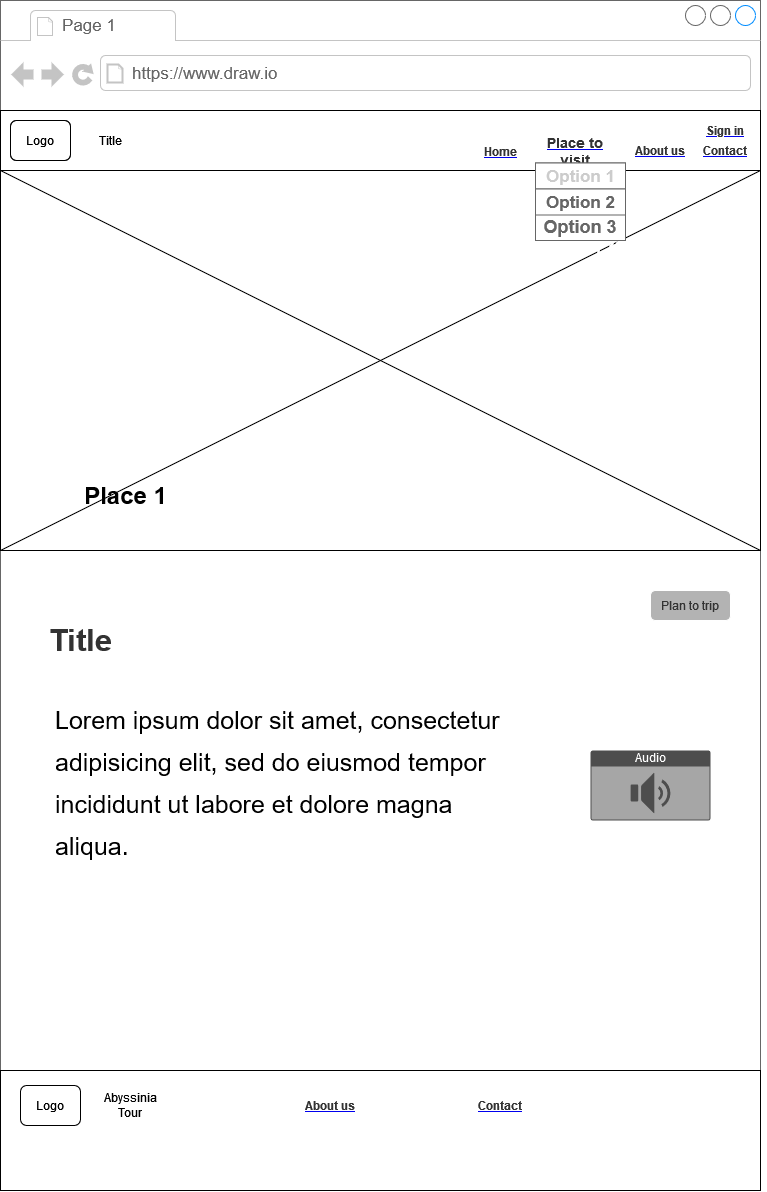 Page 1
https://www.draw.io
Logo
Title
Home
Place to
visit
About us
Sign in
Contact
Option 1
Option 2
Option 3
Place 1
Plan to trip
Title
Lorem ipsum dolor sit amet, consectetur
adipisicing elit, sed do eiusmod tempor
incididunt ut labore et dolore magna
aliqua.
Audio
Logo
Abyssinia
Tour
About us
Contact